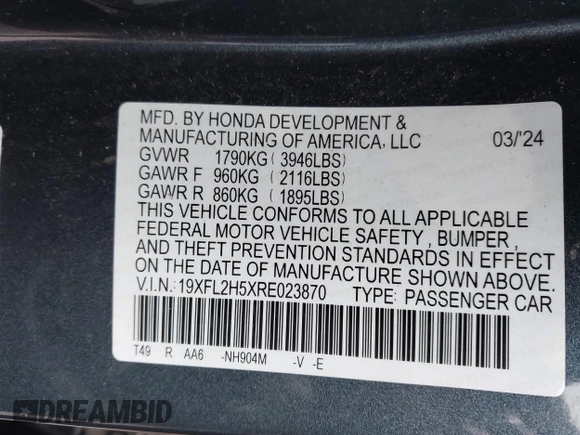 MFD. BY HONDA DEVELOPMENT &
MANUFACTURING OF AMERICA, LLC 03/'24
GVWR 1790KG ( 3946LBS)
GAWR F 960KG ( 2116LBS)
GAWR R 860KG ( 1895LBS)
THIS VEHICLE CONFORMS TO ALL APPLICABLE
FEDERAL MOTOR VEHICLE SAFETY , BUMPER ,
AND THEFT PREVENTION STANDARDS IN EFFECT
ON THE DATE OF MANUFACTURE SHOWN ABOVE.
V.I.N.: 19XFL2H5XRE023870 TYPE: PASSENGER CAR
T49 R AA6 -NH904M -V -E
DREAMBID